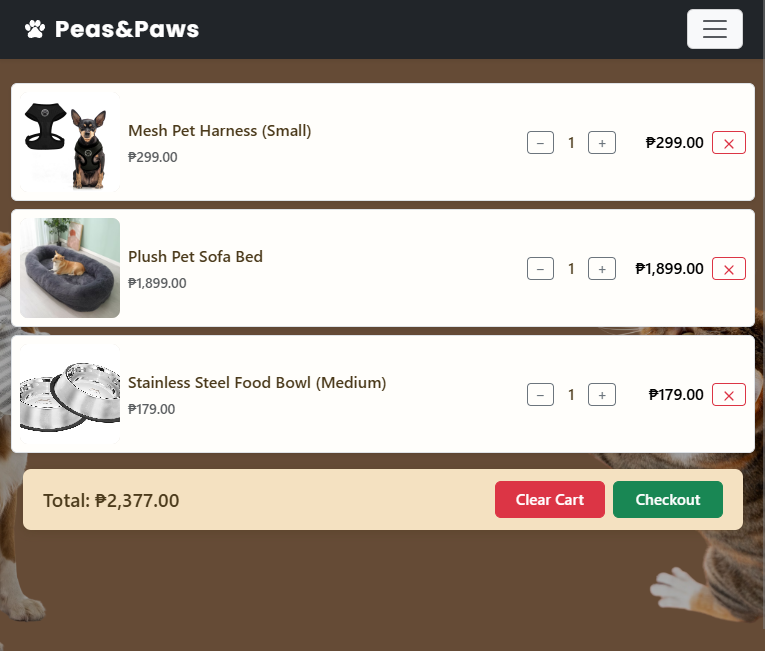 Peas&Paws
Mesh Pet Harness (Small)
₱299.00
− 1 + ₱299.00 ×
Plush Pet Sofa Bed
₱1,899.00
− 1 + ₱1,899.00 ×
Stainless Steel Food Bowl (Medium)
₱179.00
− 1 + ₱179.00 ×
Total: ₱2,377.00 Clear Cart Checkout